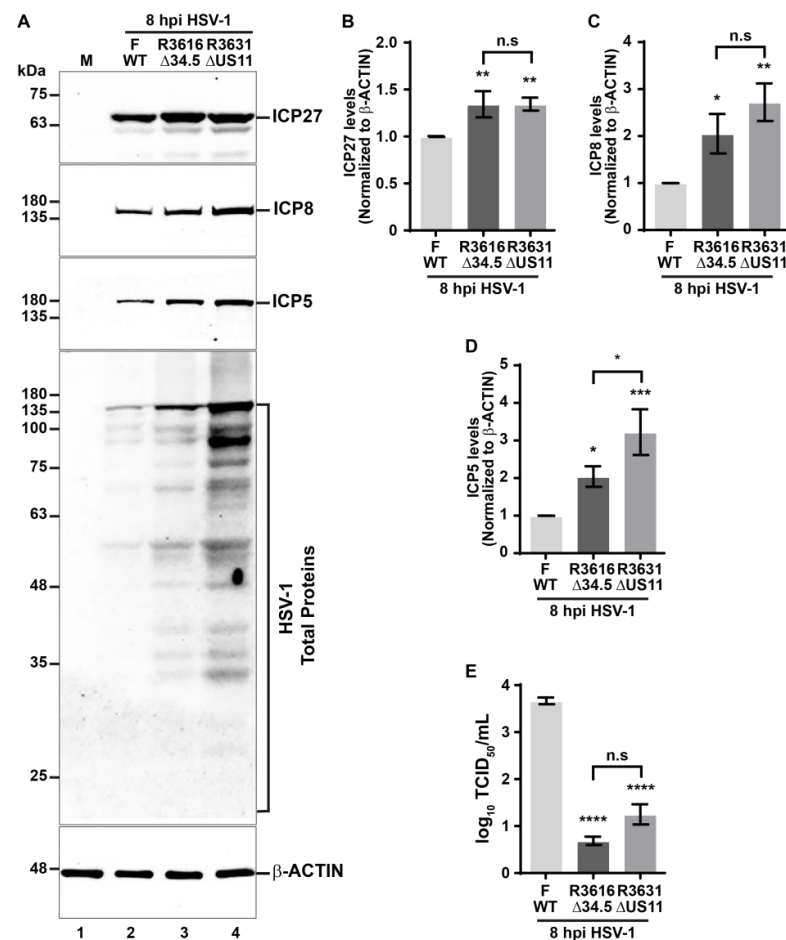 A
8 hpi HSV-1
F R3616 R3631
M WT Δ34.5 ΔUS11
kDa
75
63
ICP27
180
135
ICP8
180
135
ICP5
180
135
100
75
63
48
35
25
HSV-1
Total Proteins
48
β-ACTIN
1 2 3 4
B
ICP27 levels
(Normalized to β-ACTIN)
2.0
1.5
1.0
0.5
0
n.s
** **
F R3616 R3631
WT Δ34.5 ΔUS11
8 hpi HSV-1
C
ICP8 levels
(Normalized to β-ACTIN)
4
3
2
1
0
n.s
* **
F R3616 R3631
WT Δ34.5 ΔUS11
8 hpi HSV-1
D
ICP5 levels
(Normalized to β-ACTIN)
5
4
3
2
1
0
*
* ***
F R3616 R3631
WT Δ34.5 ΔUS11
8 hpi HSV-1
E
log10 TCID50/mL
4
3
2
1
0
n.s
**** ****
F R3616 R3631
WT Δ34.5 ΔUS11
8 hpi HSV-1